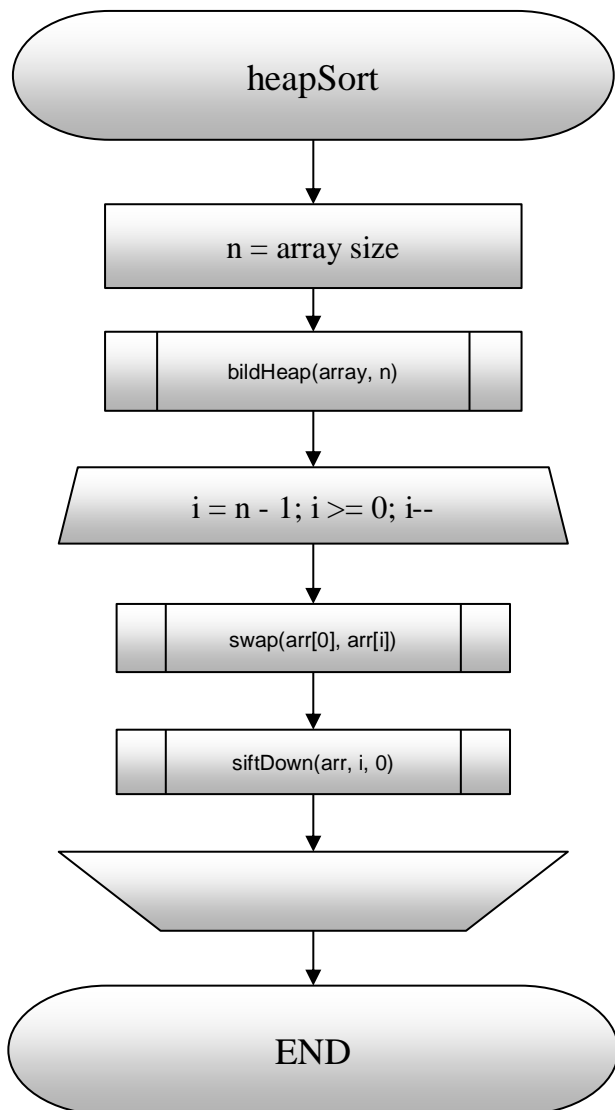 heapSort
n = array size
bildHeap(array, n)
i = n - 1; i >= 0; i--
swap(arr[0], arr[i])
siftDown(arr, i, 0)
END